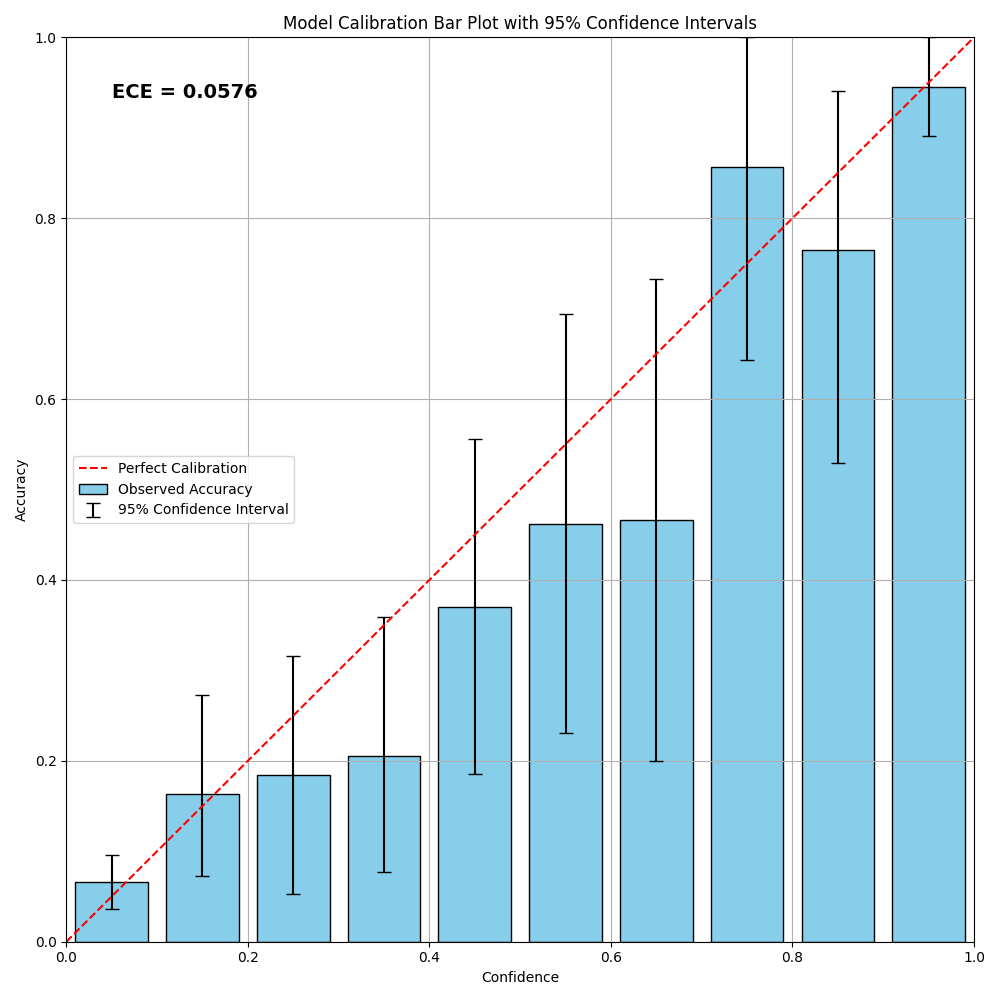 Model Calibration Bar Plot with 95% Confidence Intervals
1.0
ECE = 0.0576
0.8
0.6
Accuracy
Perfect Calibration
Observed Accuracy
95% Confidence Interval
0.4
0.2
0.0
0.0 0.2 0.4 0.6 0.8 1.0
Confidence